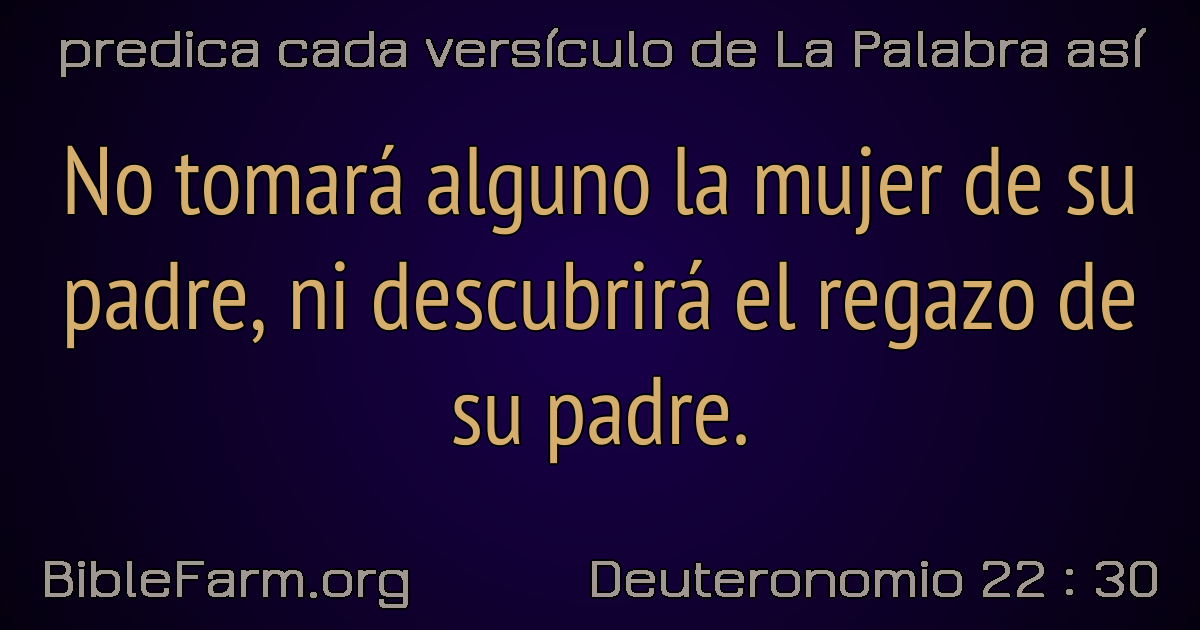 predica cada versículo de La Palabra así
No tomará alguno la mujer de su
padre, ni descubrirá el regazo de
su padre.
BibleFarm.org
Deuteronomio 22 : 30